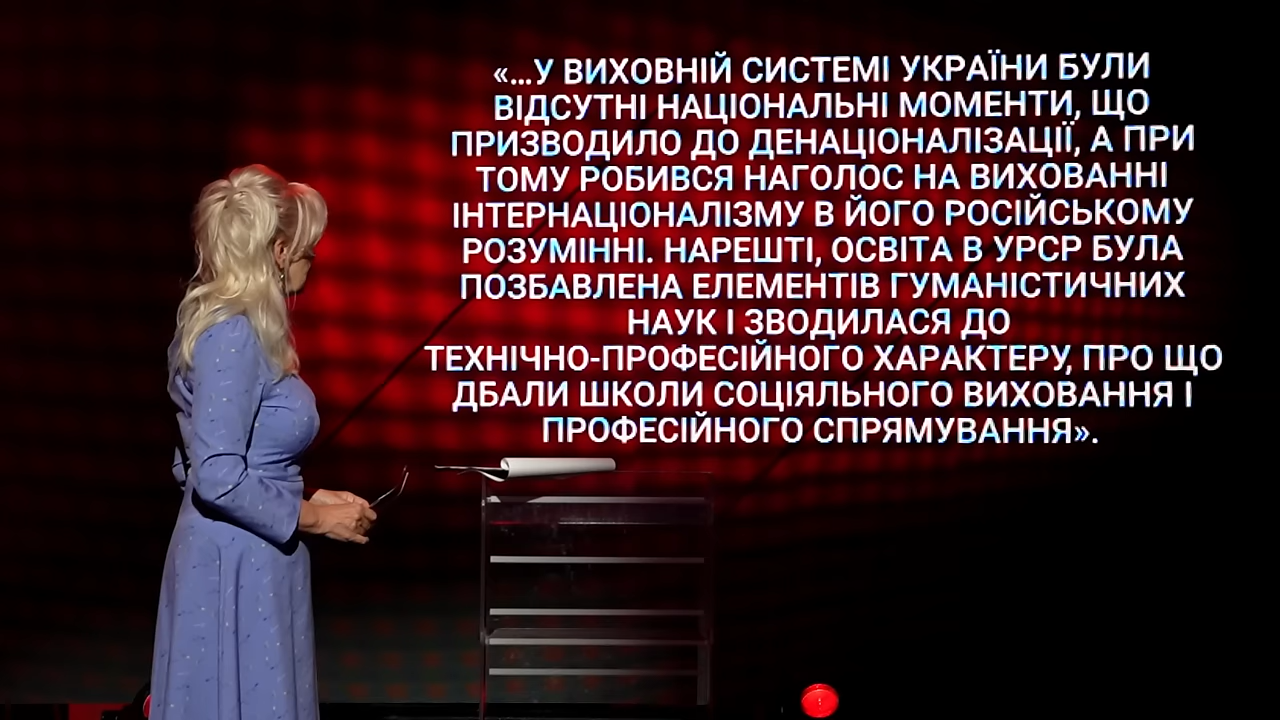 «...У ВИХОВНІЙ СИСТЕМІ УКРАЇНИ БУЛИ
ВІДСУТНІ НАЦІОНАЛЬНІ МОМЕНТИ, ЩО
ПРИЗВОДИЛО ДО ДЕНАЦІОНАЛІЗАЦІЇ, А ПРИ
ТОМУ РОБИВСЯ НАГОЛОС НА ВИХОВАННІ
ІНТЕРНАЦІОНАЛІЗМУ В ЙОГО РОСІЙСЬКОМУ
РОЗУМІННІ. НАРЕШТІ, ОСВІТА В УРСР БУЛА
ПОЗБАВЛЕНА ЕЛЕМЕНТІВ ГУМАНІСТИЧНИХ
НАУК І ЗВОДИЛАСЯ ДО
ТЕХНІЧНО-ПРОФЕСІЙНОГО ХАРАКТЕРУ, ПРО ЩО
ДБАЛИ ШКОЛИ СОЦІЯЛЬНОГО ВИХОВАННЯ І
ПРОФЕСІЙНОГО СПРЯМУВАННЯ».